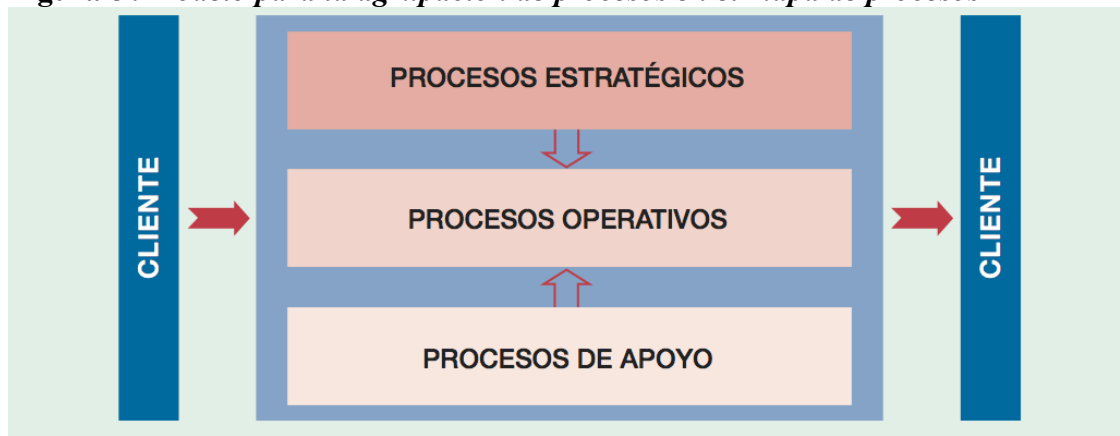 PROCESOS ESTRATÉGICOS
CLIENTE
PROCESOS OPERATIVOS
CLIENTE
PROCESOS DE APOYO